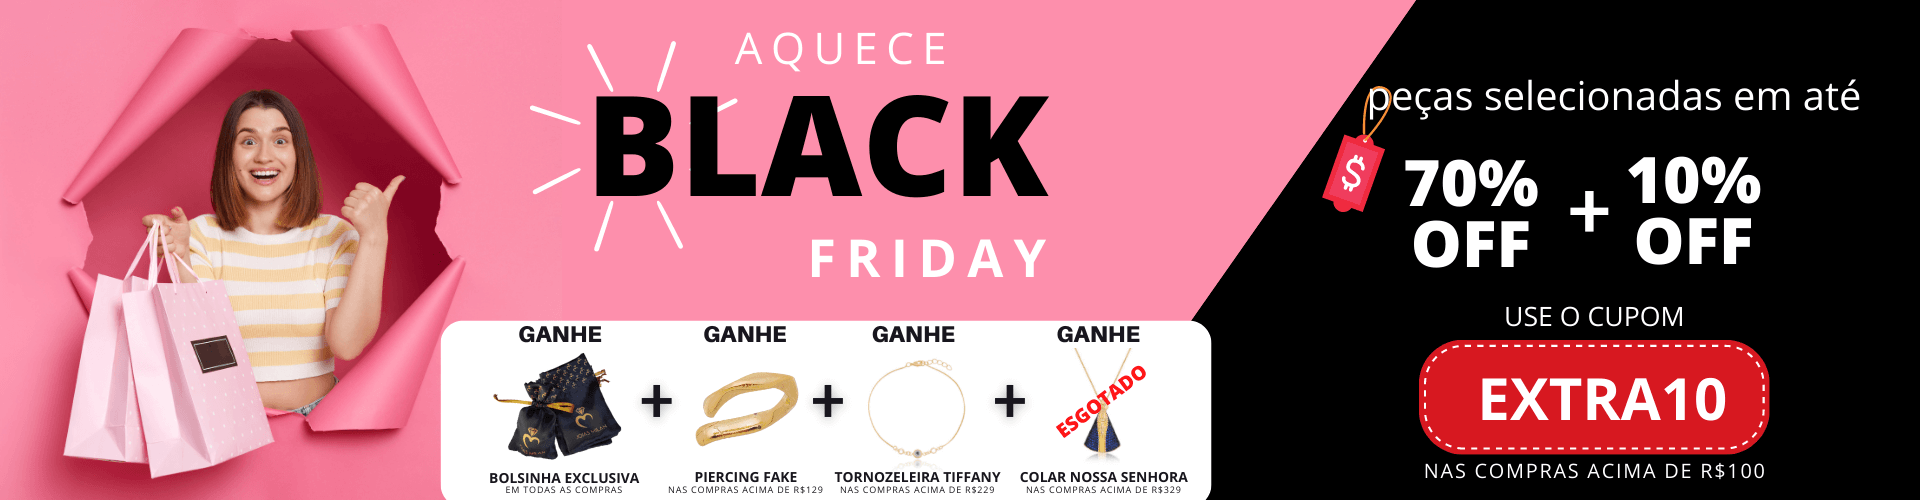 AQUECE
BLACK
FRIDAY
peças selecionadas em até
70%
OFF
+
10%
OFF
USE O CUPOM
EXTRA10
NAS COMPRAS ACIMA DE R$100
GANHE
BOLSINHA EXCLUSIVA
EM TODAS AS COMPRAS
+
GANHE
PIERCING FAKE
NAS COMPRAS ACIMA DE R$129
+
GANHE
TORNOZELEIRA TIFFANY
NAS COMPRAS ACIMA DE R$229
+
GANHE
ESGOTADO
COLAR NOSSA SENHORA
NAS COMPRAS ACIMA DE R$329
$